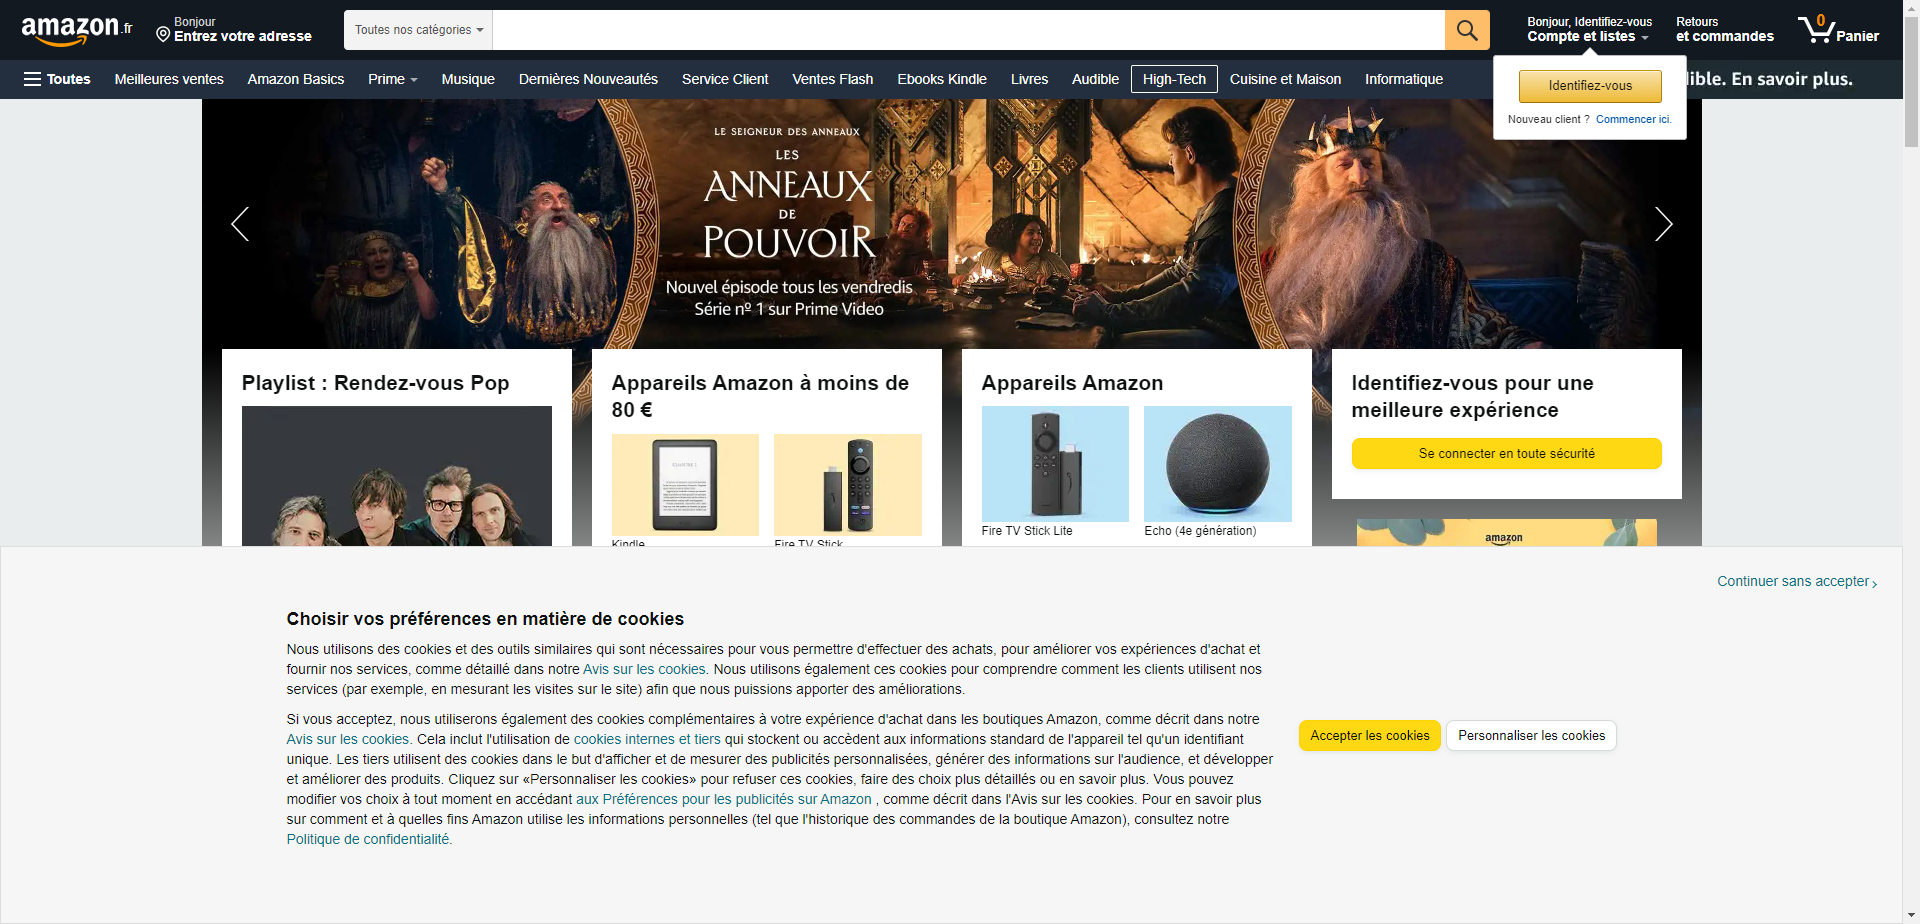 amazon.fr
Bonjour
Entrez votre adresse
Toutes nos catégories
Bonjour, Identifiez-vous
Compte et listes
Retours
et commandes
0
Panier
Toutes
Meilleures ventes
Amazon Basics
Prime
Musique
Dernières Nouveautés
Service Client
Ventes Flash
Ebooks Kindle
Livres
Audible
High-Tech
Cuisine et Maison
Informatique
dible. En savoir plus.
Identifiez-vous
Nouveau client ? Commencer ici.
LE SEIGNEUR DES ANNEAUX
LES
ANNEAUX
DE
POUVOIR
Nouvel épisode tous les vendredis
Série nº 1 sur Prime Video
Playlist : Rendez-vous Pop
Appareils Amazon à moins de
80 €
Kindle
Fire TV Stick
Appareils Amazon
Fire TV Stick Lite
Echo (4e génération)
Identifiez-vous pour une
meilleure expérience
Se connecter en toute sécurité
amazon
Continuer sans accepter
Choisir vos préférences en matière de cookies
Nous utilisons des cookies et des outils similaires qui sont nécessaires pour vous permettre d'effectuer des achats, pour améliorer vos expériences d'achat et
fournir nos services, comme détaillé dans notre Avis sur les cookies. Nous utilisons également ces cookies pour comprendre comment les clients utilisent nos
services (par exemple, en mesurant les visites sur le site) afin que nous puissions apporter des améliorations.
Si vous acceptez, nous utiliserons également des cookies complémentaires à votre expérience d'achat dans les boutiques Amazon, comme décrit dans notre
Avis sur les cookies. Cela inclut l'utilisation de cookies internes et tiers qui stockent ou accèdent aux informations standard de l'appareil tel qu'un identifiant
unique. Les tiers utilisent des cookies dans le but d'afficher et de mesurer des publicités personnalisées, générer des informations sur l'audience, et développer
et améliorer des produits. Cliquez sur «Personnaliser les cookies» pour refuser ces cookies, faire des choix plus détaillés ou en savoir plus. Vous pouvez
modifier vos choix à tout moment en accédant aux Préférences pour les publicités sur Amazon , comme décrit dans l'Avis sur les cookies. Pour en savoir plus
sur comment et à quelles fins Amazon utilise les informations personnelles (tel que l'historique des commandes de la boutique Amazon), consultez notre
Politique de confidentialité.
Accepter les cookies
Personnaliser les cookies